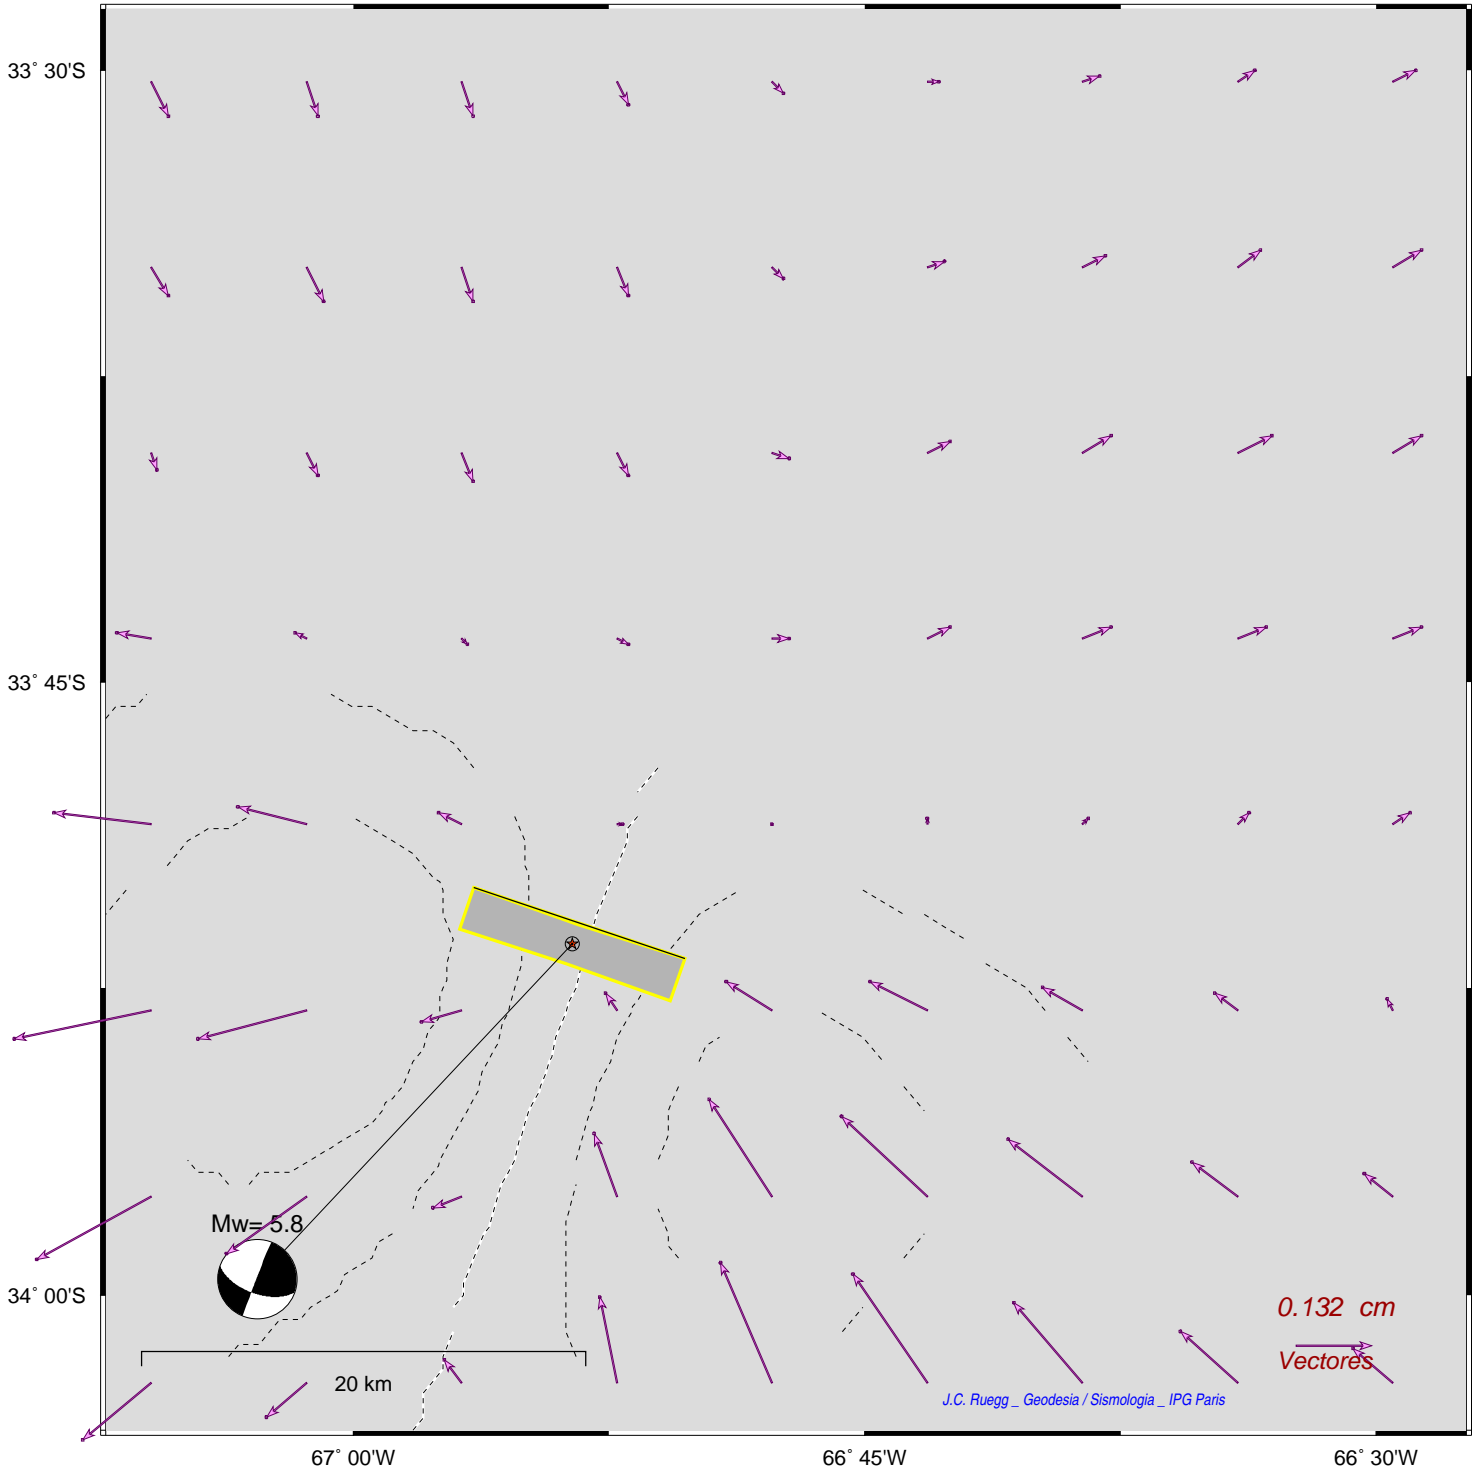 33° 30'S
33° 45'S
Mw= 5.8
34° 00'S
0.132 cm
Vectores
20 km
J.C. Ruegg _ Geodesia / Sismologia _ IPG Paris
67° 00'W
66° 45'W
66° 30'W